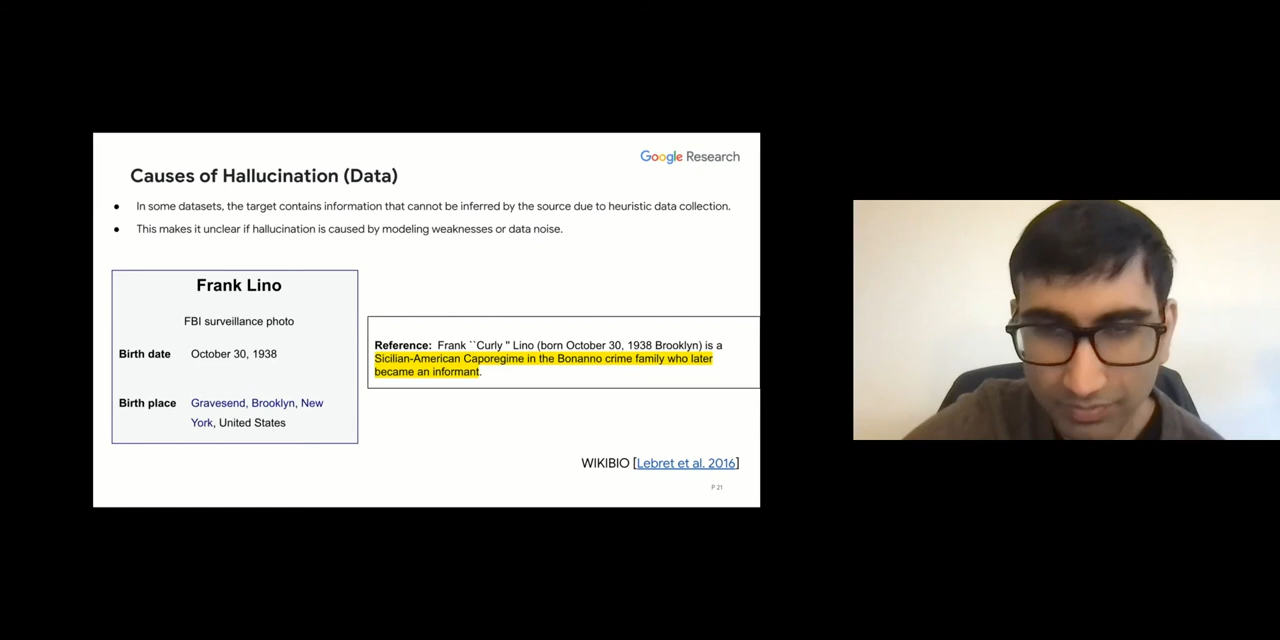 Google Research
Causes of Hallucination (Data)
● In some datasets, the target contains information that cannot be inferred by the source due to heuristic data collection.
● This makes it unclear if hallucination is caused by modeling weaknesses or data noise.
Frank Lino
FBI surveillance photo
Birth date October 30, 1938
Birth place Gravesend, Brooklyn, New
York, United States
Reference: Frank ``Curly '' Lino (born October 30, 1938 Brooklyn) is a
Sicilian-American Caporegime in the Bonanno crime family who later
became an informant.
WIKIBIO [Lebret et al. 2016]
P 21